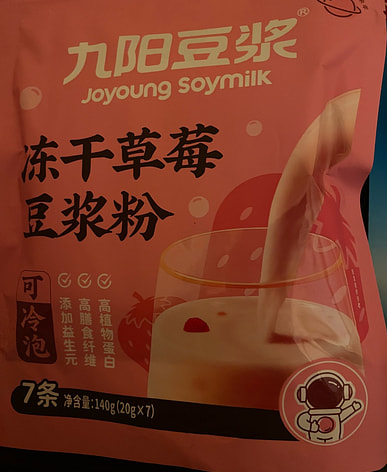 九阳豆浆®
Joyoung Soymilk
冻干草莓
豆浆粉
可冷泡
高植物蛋白
高膳食纤维
添加益生元
7条 净含量:140g(20g×7)